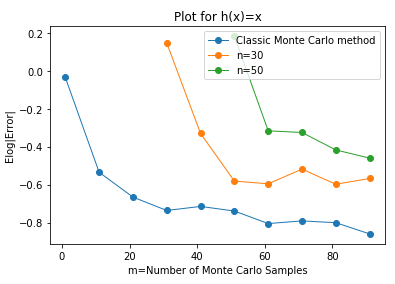 Plot for h(x)=x
Elog|Error|
0.2
0.0
−0.2
−0.4
−0.6
−0.8
Classic Monte Carlo method
n=30
n=50
0 20 40 60 80
m=Number of Monte Carlo Samples